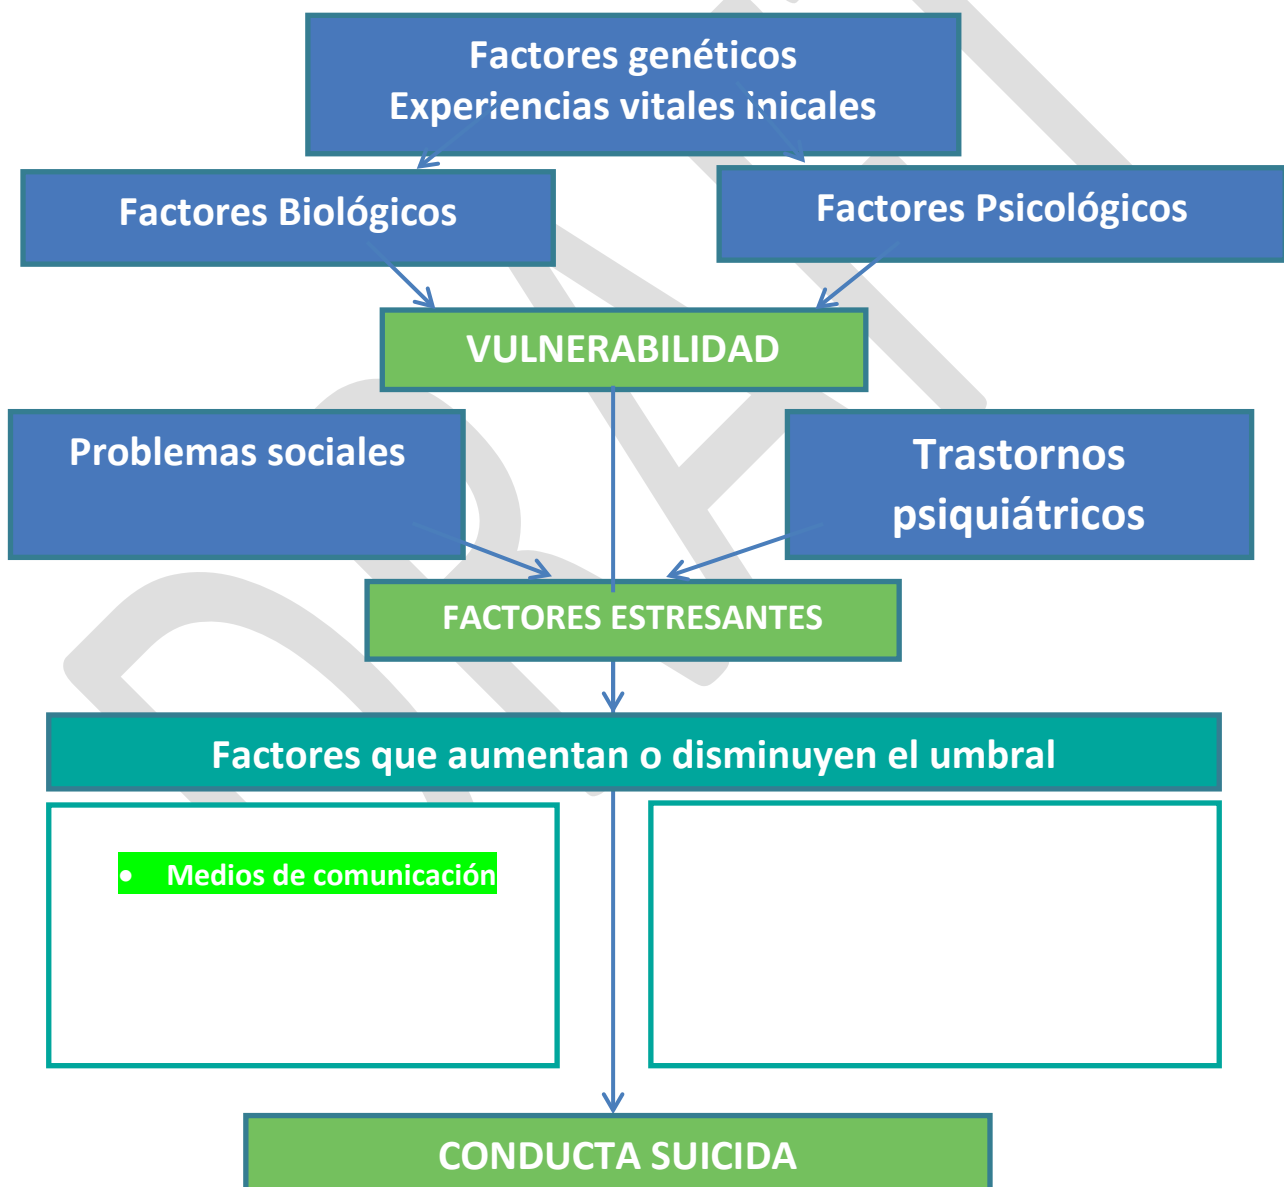 Factores genéticos
Experiencias vitales inicales
Factores Biológicos
Factores Psicológicos
VULNERABILIDAD
Problemas sociales
Trastornos
psiquiátricos
FACTORES ESTRESANTES
Factores que aumentan o disminuyen el umbral
• Medios de comunicación
CONDUCTA SUICIDA
DRAFT